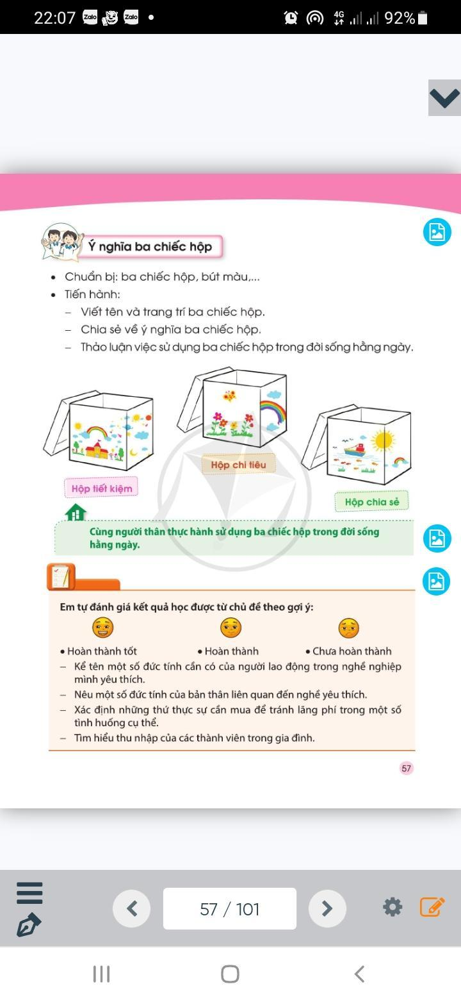 22:07 Zalo Zalo 4G 92%
Ý nghĩa ba chiếc hộp
• Chuẩn bị: ba chiếc hộp, bút màu,...
• Tiến hành:
– Viết tên và trang trí ba chiếc hộp.
– Chia sẻ về ý nghĩa ba chiếc hộp.
– Thảo luận việc sử dụng ba chiếc hộp trong đời sống hằng ngày.
Hộp chi tiêu
Hộp tiết kiệm
Hộp chia sẻ
Cùng người thân thực hành sử dụng ba chiếc hộp trong đời sống
hằng ngày.
Em tự đánh giá kết quả học được từ chủ đề theo gợi ý:
• Hoàn thành tốt • Hoàn thành • Chưa hoàn thành
– Kể tên một số đức tính cần có của người lao động trong nghề nghiệp
mình yêu thích.
– Nêu một số đức tính của bản thân liên quan đến nghề yêu thích.
– Xác định những thứ thực sự cần mua để tránh lãng phí trong một số
tình huống cụ thể.
– Tìm hiểu thu nhập của các thành viên trong gia đình.
57
57 / 101